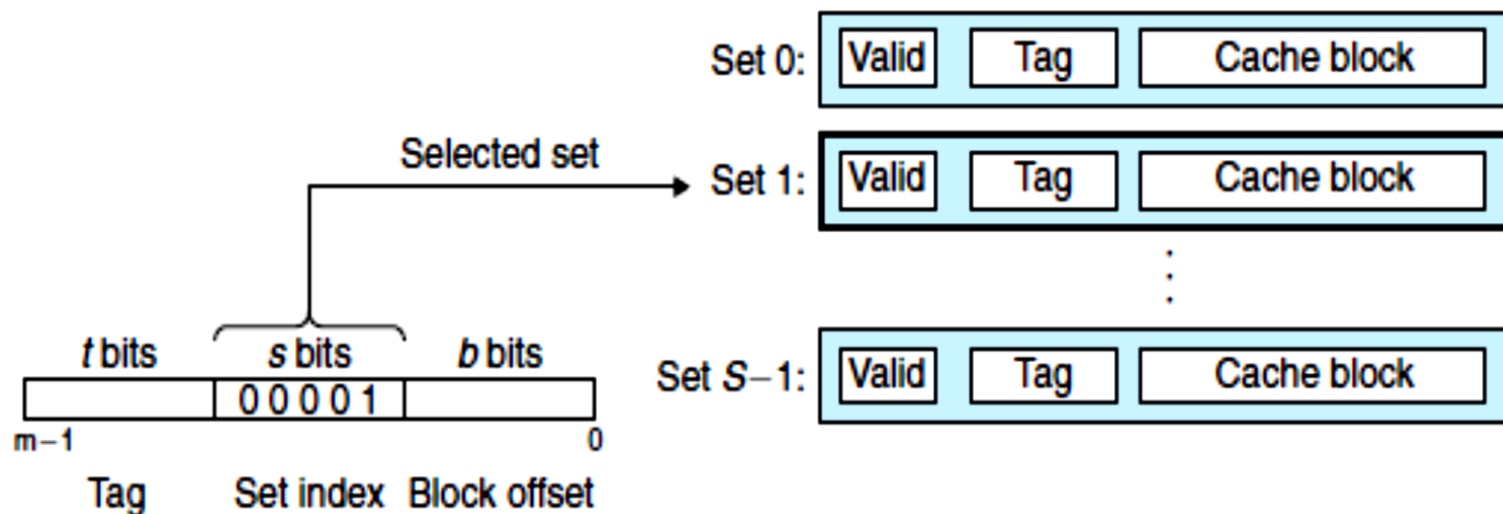 Set 0: Valid Tag Cache block
Selected set
Set 1: Valid Tag Cache block
t bits s bits b bits
Set S−1: Valid Tag Cache block
0 0 0 0 1
m−1 0
Tag Set index Block offset